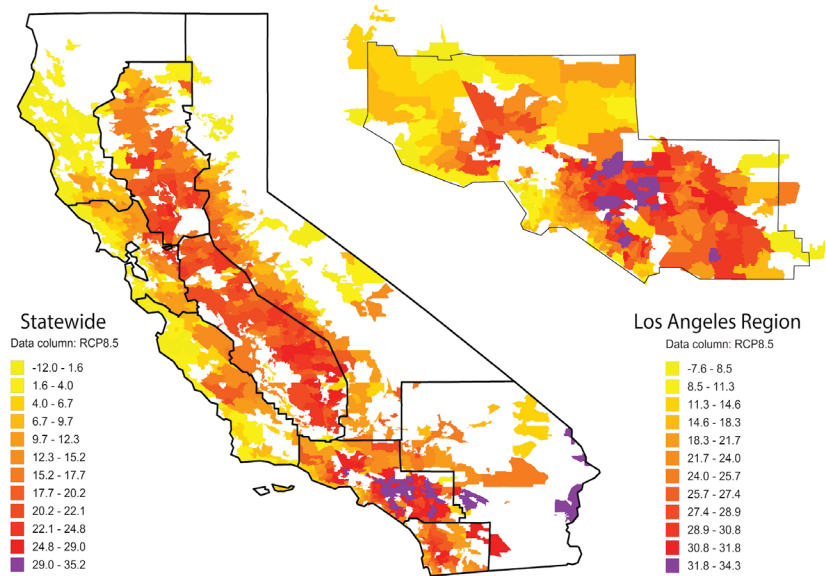 Statewide
Data column: RCP8.5
-12.0 - 1.6
1.6 - 4.0
4.0 - 6.7
6.7 - 9.7
9.7 - 12.3
12.3 - 15.2
15.2 - 17.7
17.7 - 20.2
20.2 - 22.1
22.1 - 24.8
24.8 - 29.0
29.0 - 35.2
Los Angeles Region
Data column: RCP8.5
-7.6 - 8.5
8.5 - 11.3
11.3 - 14.6
14.6 - 18.3
18.3 - 21.7
21.7 - 24.0
24.0 - 25.7
25.7 - 27.4
27.4 - 28.9
28.9 - 30.8
30.8 - 31.8
31.8 - 34.3